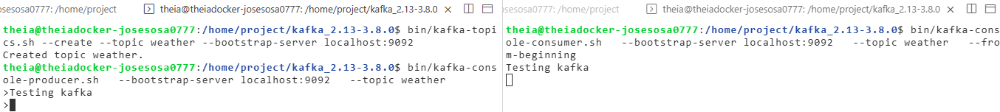 osesosa0777: /home/project
theia@theiadocker-josesosa0777: /home/project/kafka_2.13-3.8.0
theia@theiadocker-josesosa0777:/home/project/kafka_2.13-3.8.0$ bin/kafka-topi
cs.sh --create --topic weather --bootstrap-server localhost:9092
Created topic weather.
theia@theiadocker-josesosa0777:/home/project/kafka_2.13-3.8.0$ bin/kafka-cons
ole-producer.sh   --bootstrap-server localhost:9092   --topic weather
>Testing kafka
>
sesosa0777: /home/project
theia@theiadocker-josesosa0777: /home/project/kafka_2.13-3.8.0
theia@theiadocker-josesosa0777:/home/project/kafka_2.13-3.8.0$ bin/kafka-cons
ole-consumer.sh   --bootstrap-server localhost:9092   --topic weather   --fro
m-beginning
Testing kafka